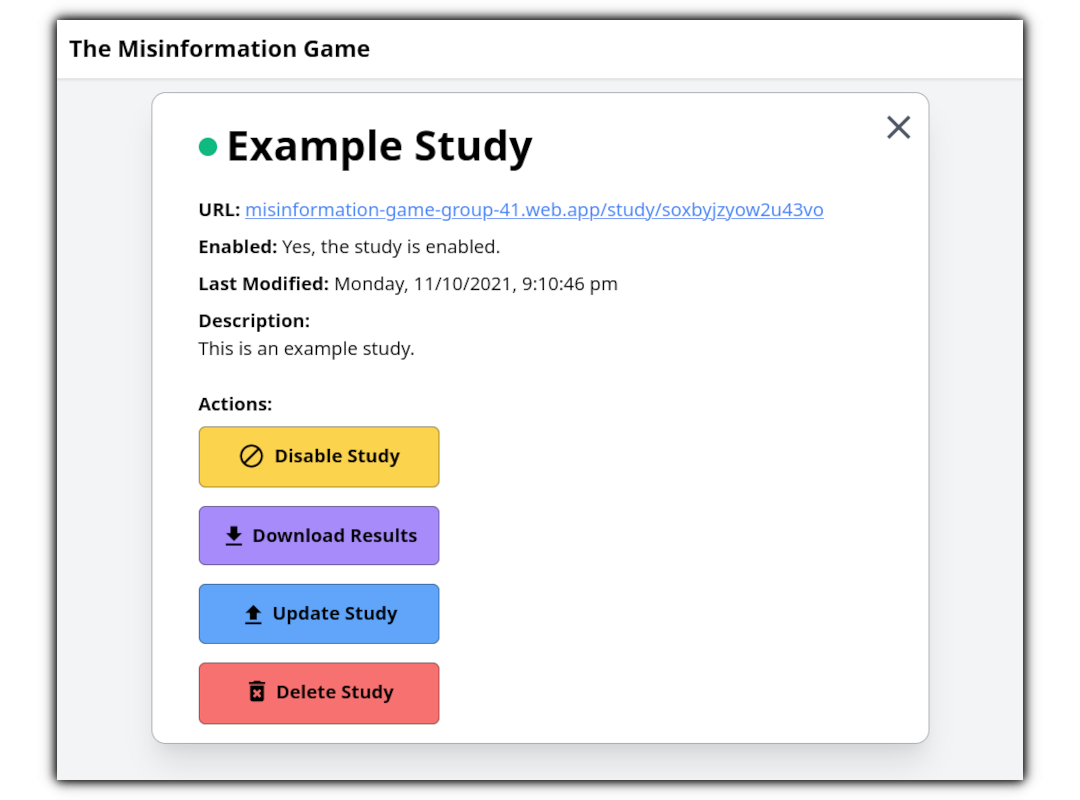 The Misinformation Game
Example Study
URL: misinformation-game-group-41.web.app/study/soxbyjzyow2u43vo
Enabled: Yes, the study is enabled.
Last Modified: Monday, 11/10/2021, 9:10:46 pm
Description:
This is an example study.
Actions:
Disable Study
Download Results
Update Study
Delete Study